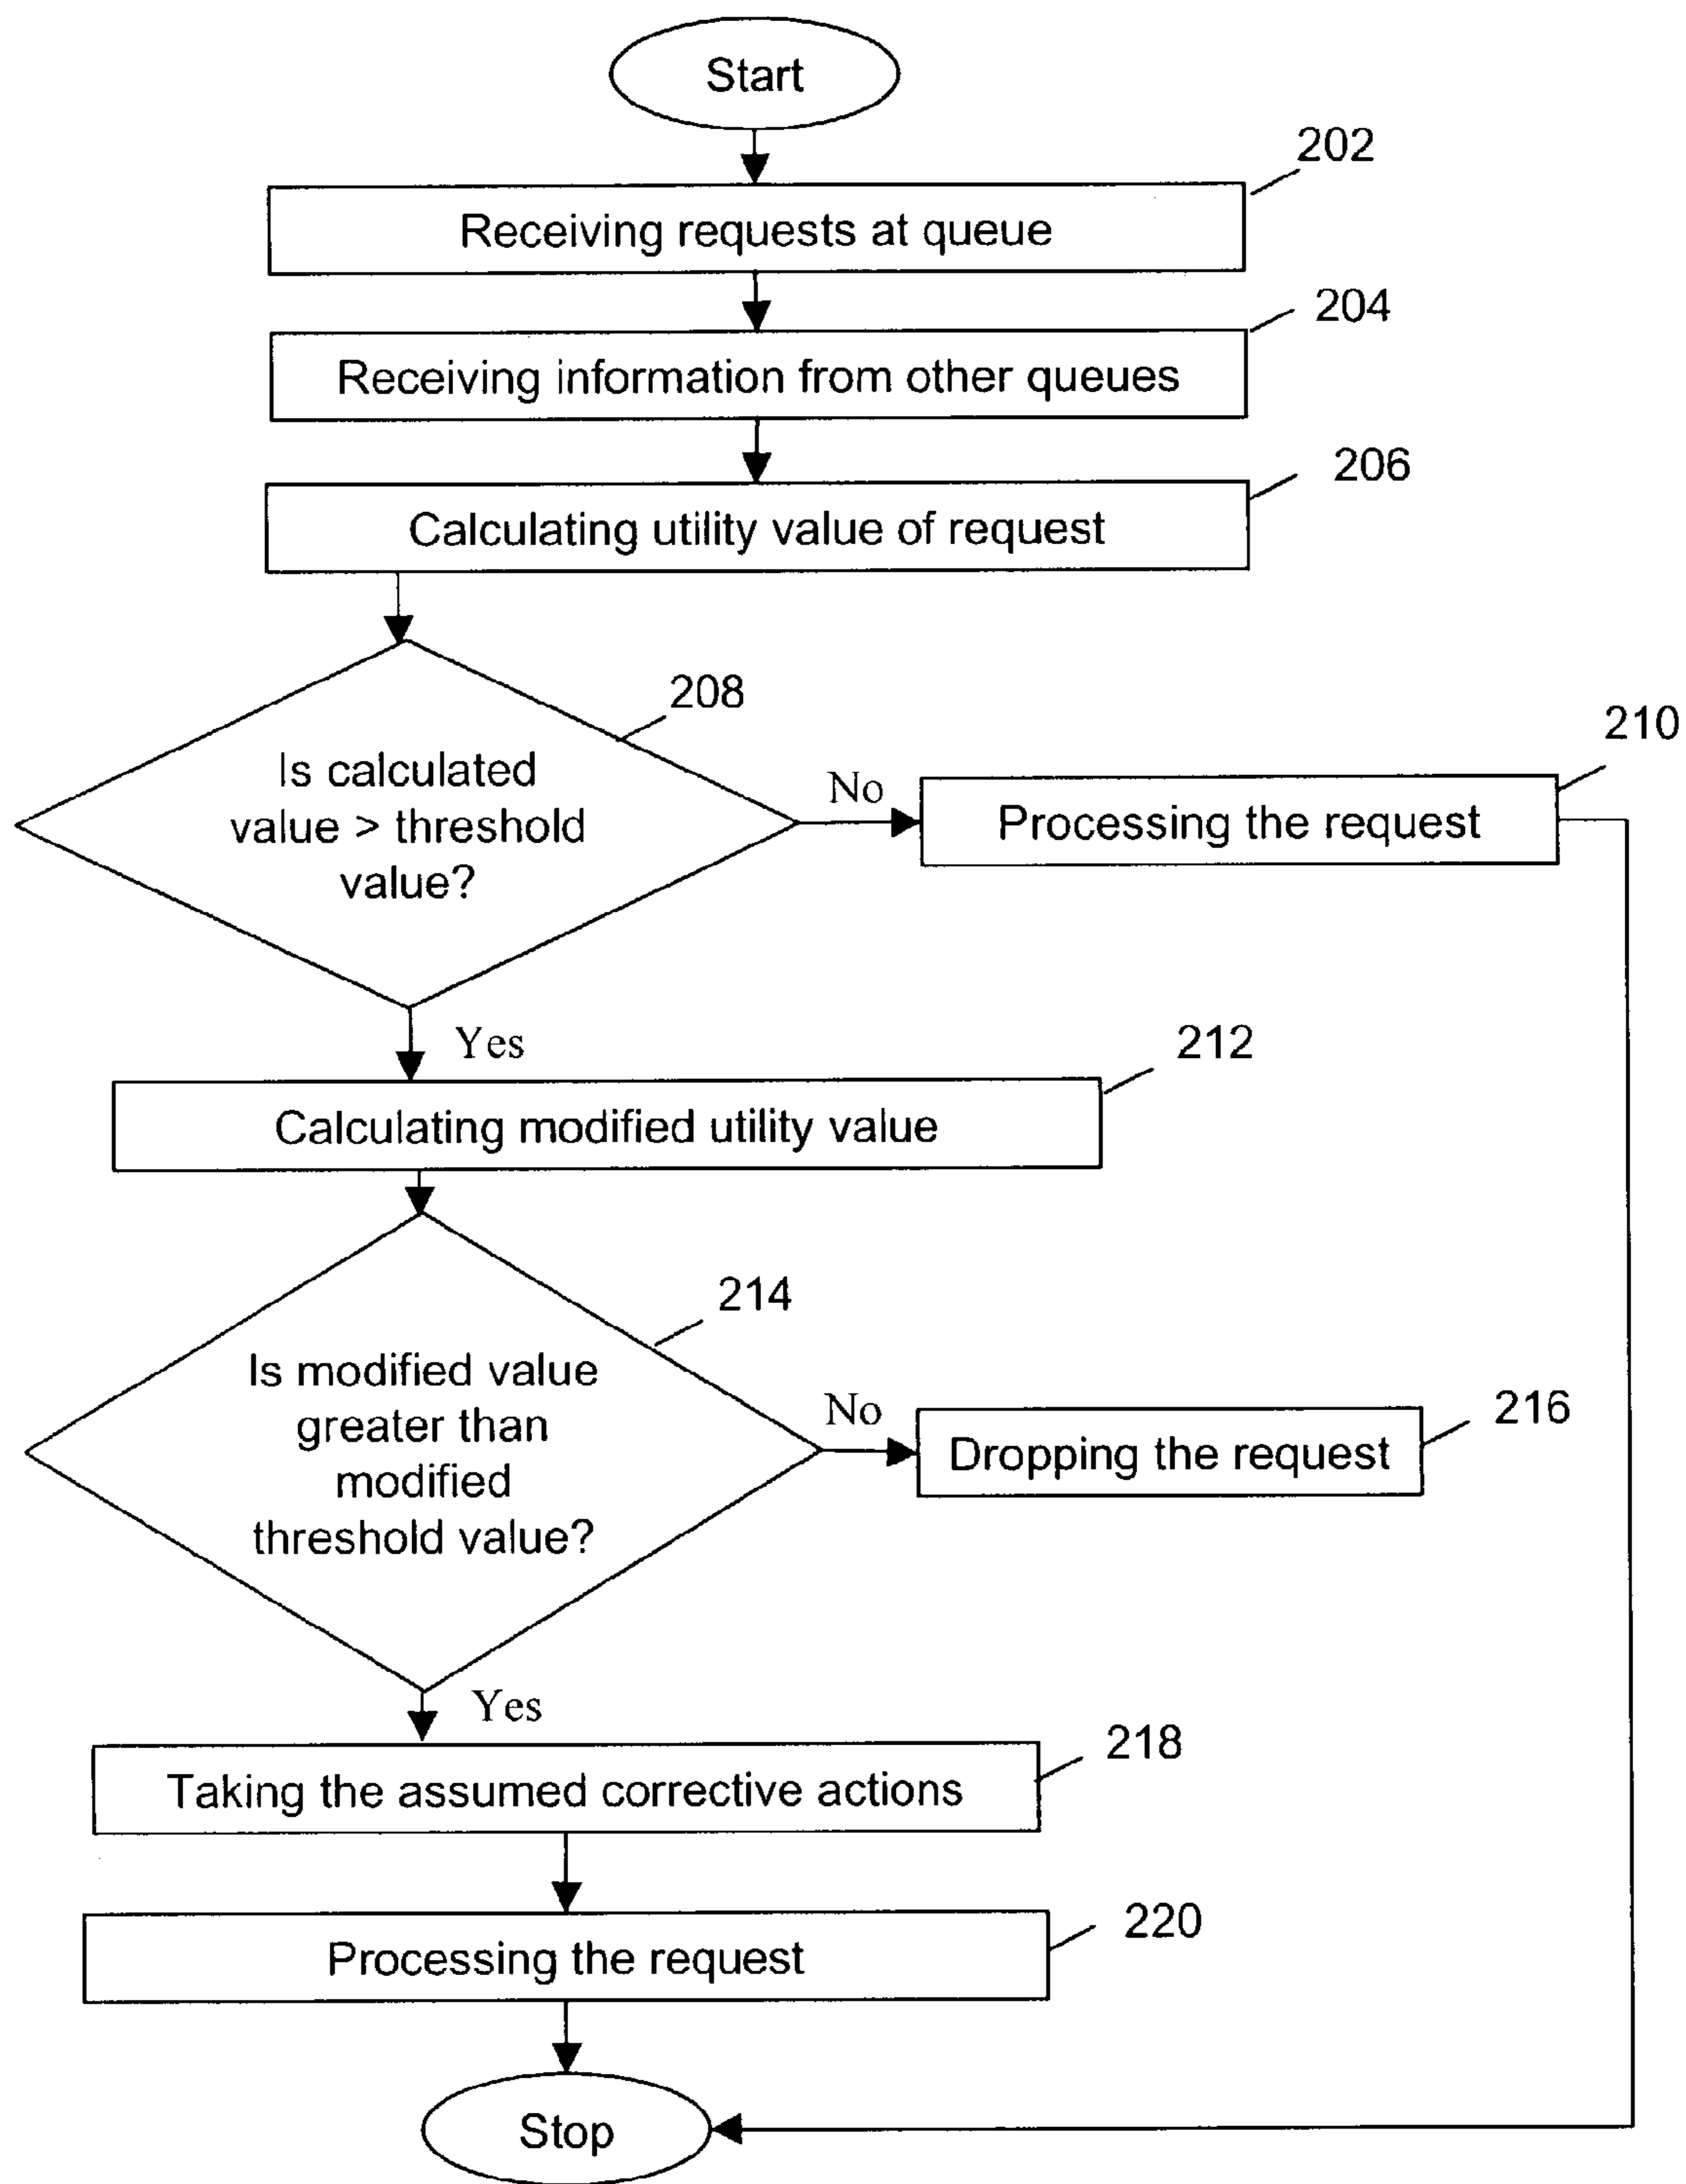 Start
202
Receiving requests at queue
204
Receiving information from other queues
206
Calculating utility value of request
208
Is calculated
value > threshold
value?
No
210
Processing the request
Yes
212
Calculating modified utility value
214
Is modified value
greater than
modified
threshold value?
No
216
Dropping the request
Yes
218
Taking the assumed corrective actions
220
Processing the request
Stop